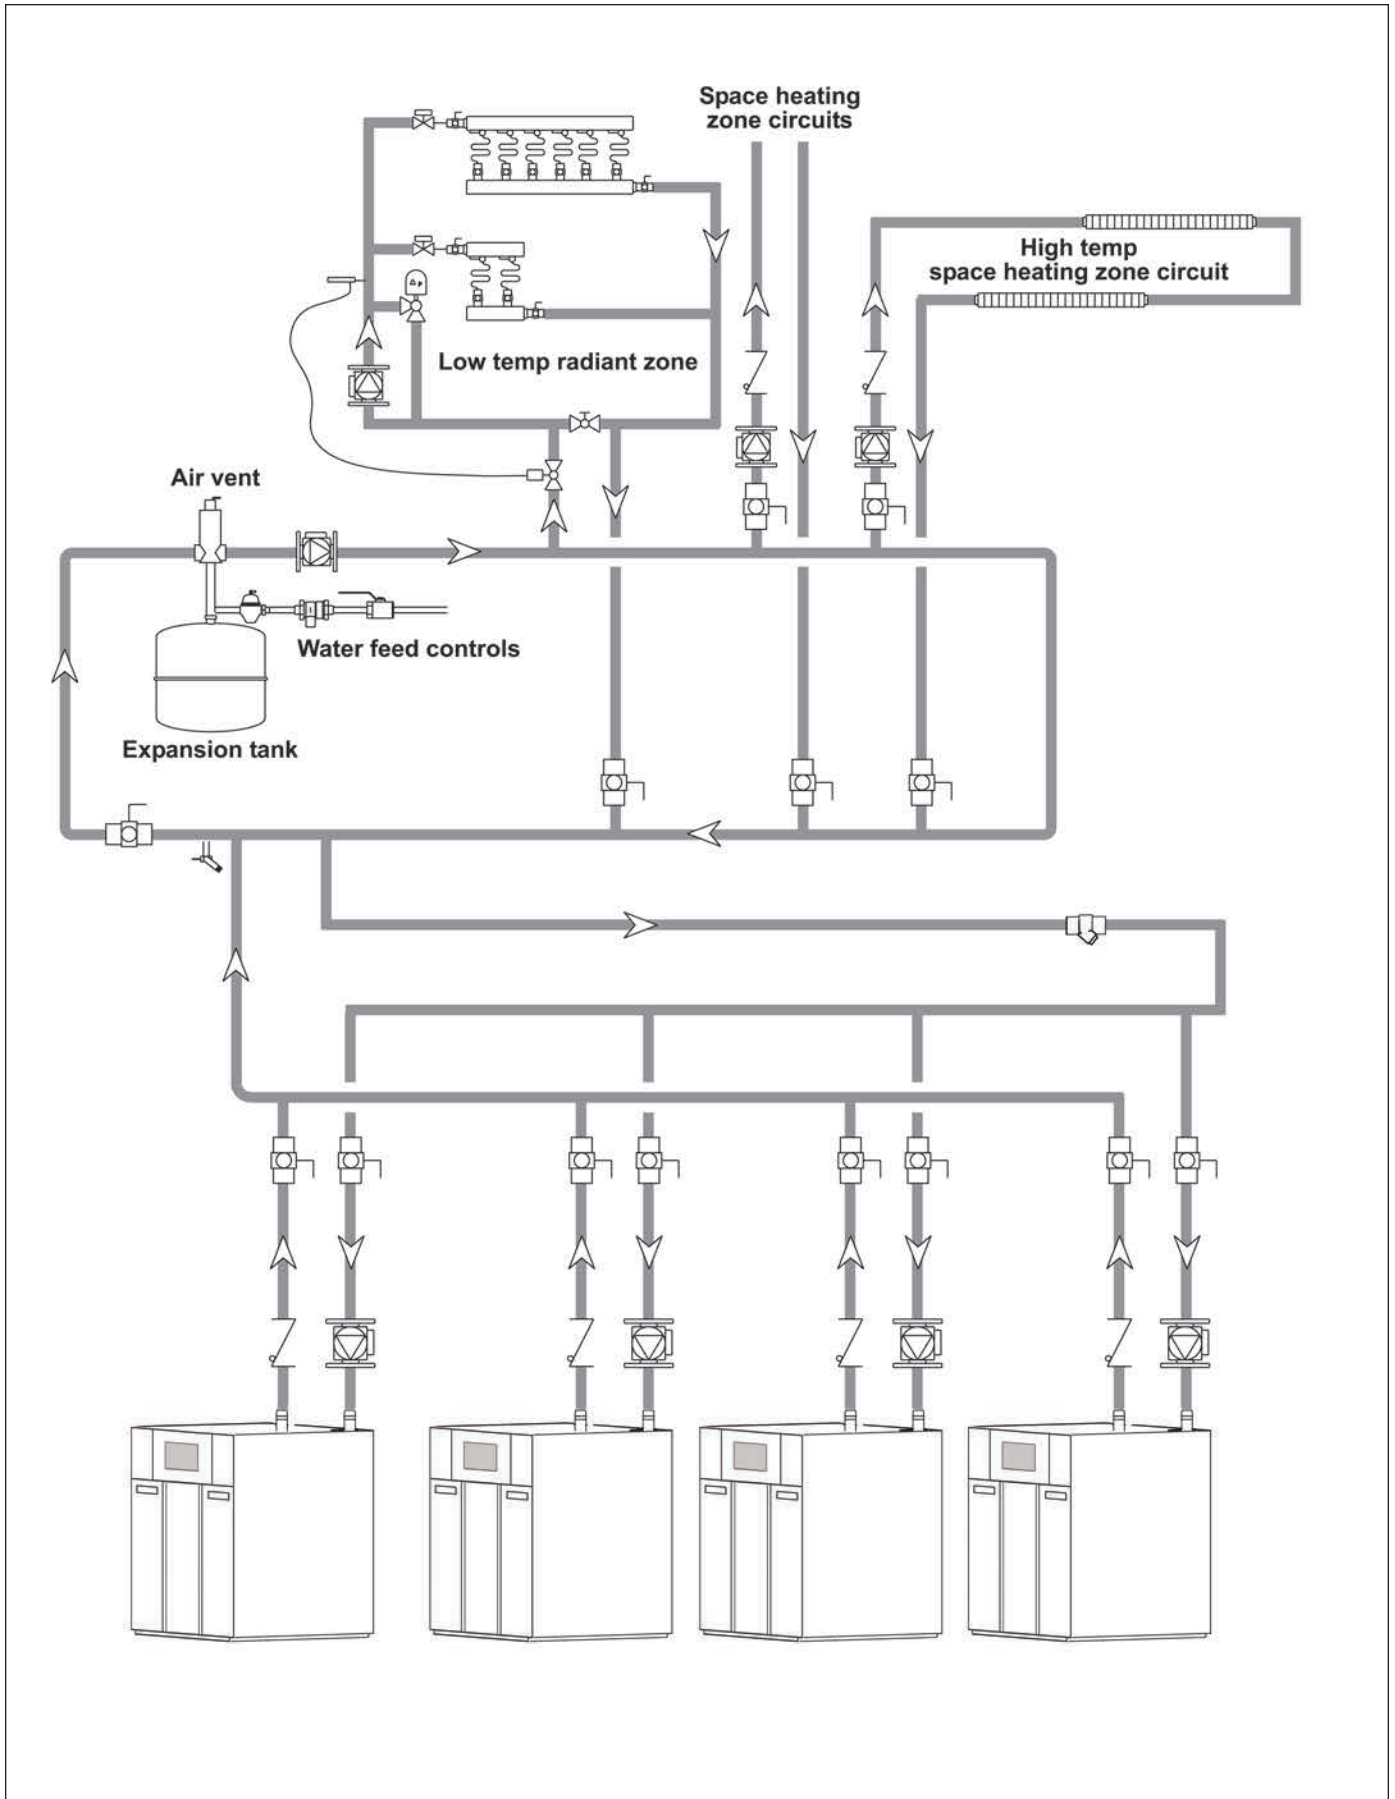 Space heating
zone circuits
High temp
space heating zone circuit
Low temp radiant zone
Air vent
Water feed controls
Expansion tank